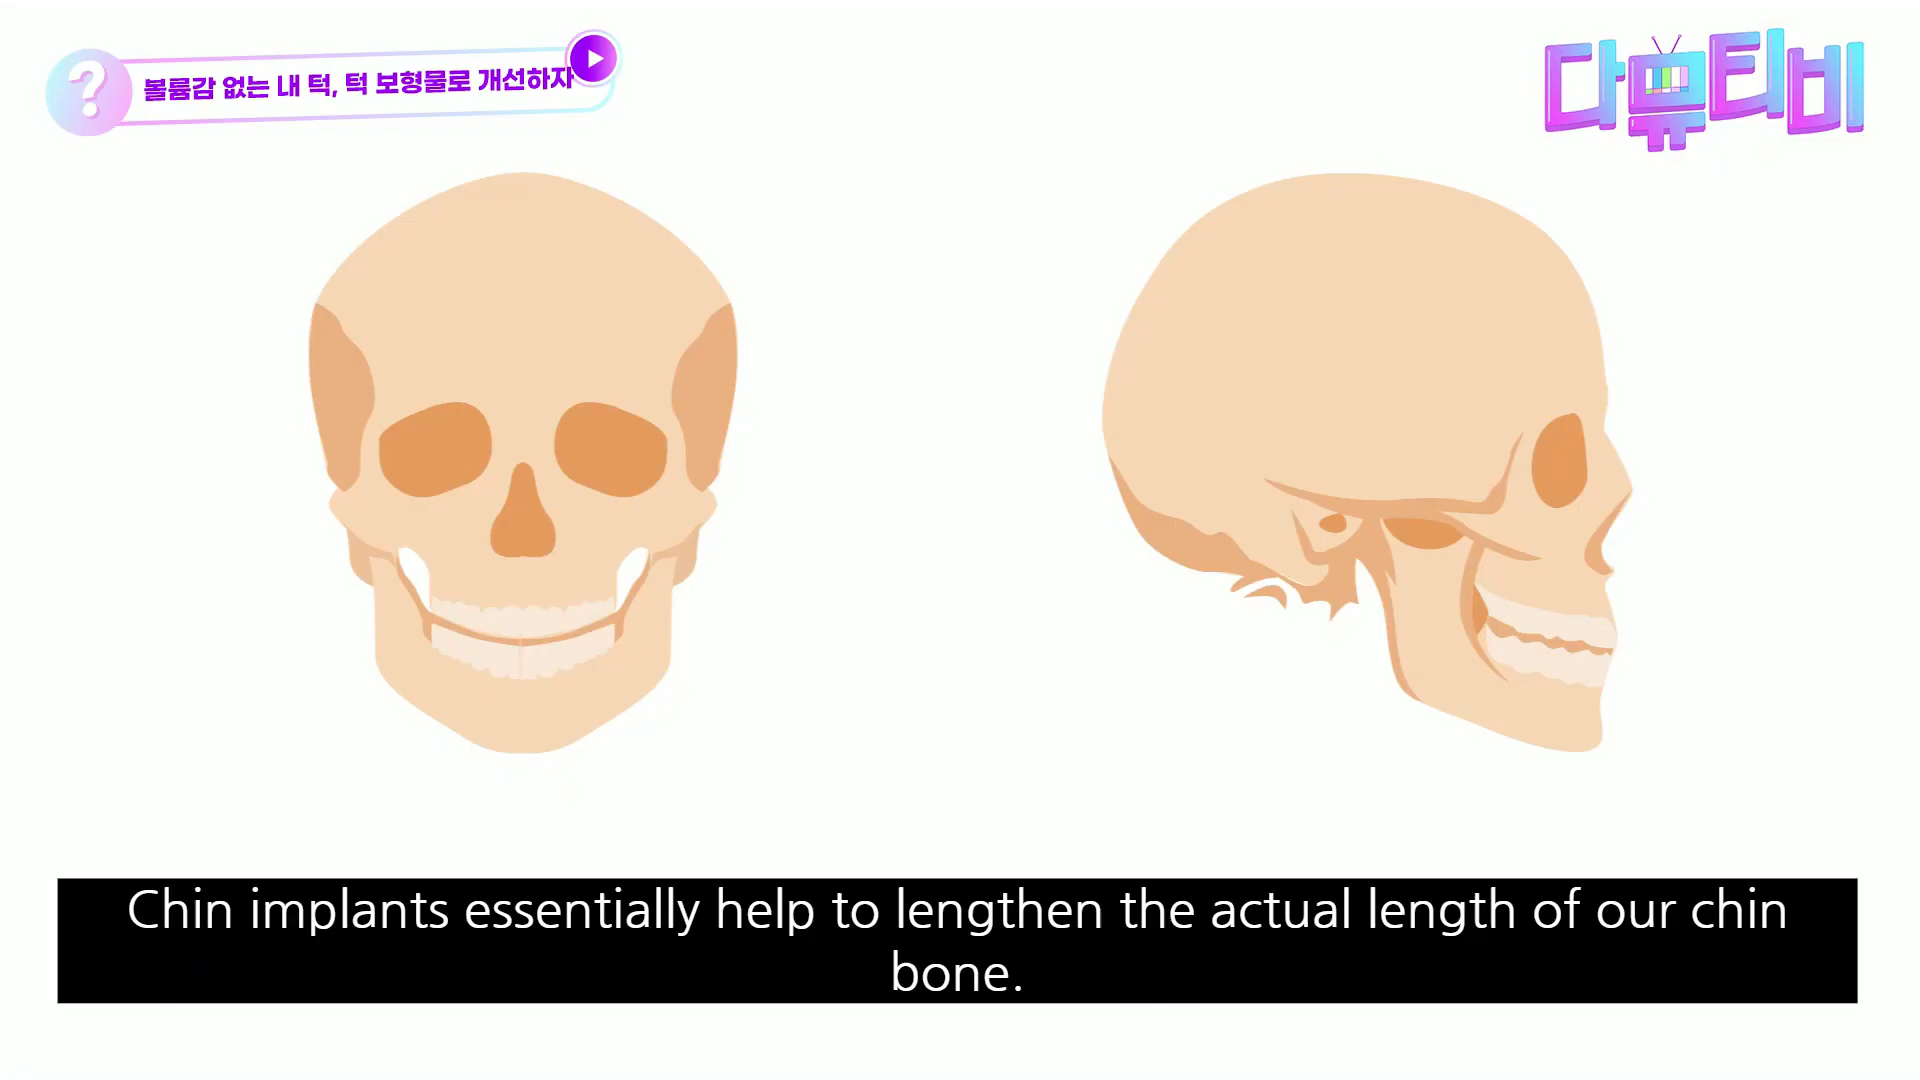 ?
볼륨감 없는 내 턱, 턱 보형물로 개선하자
다뷰티비
Chin implants essentially help to lengthen the actual length of our chin
bone.